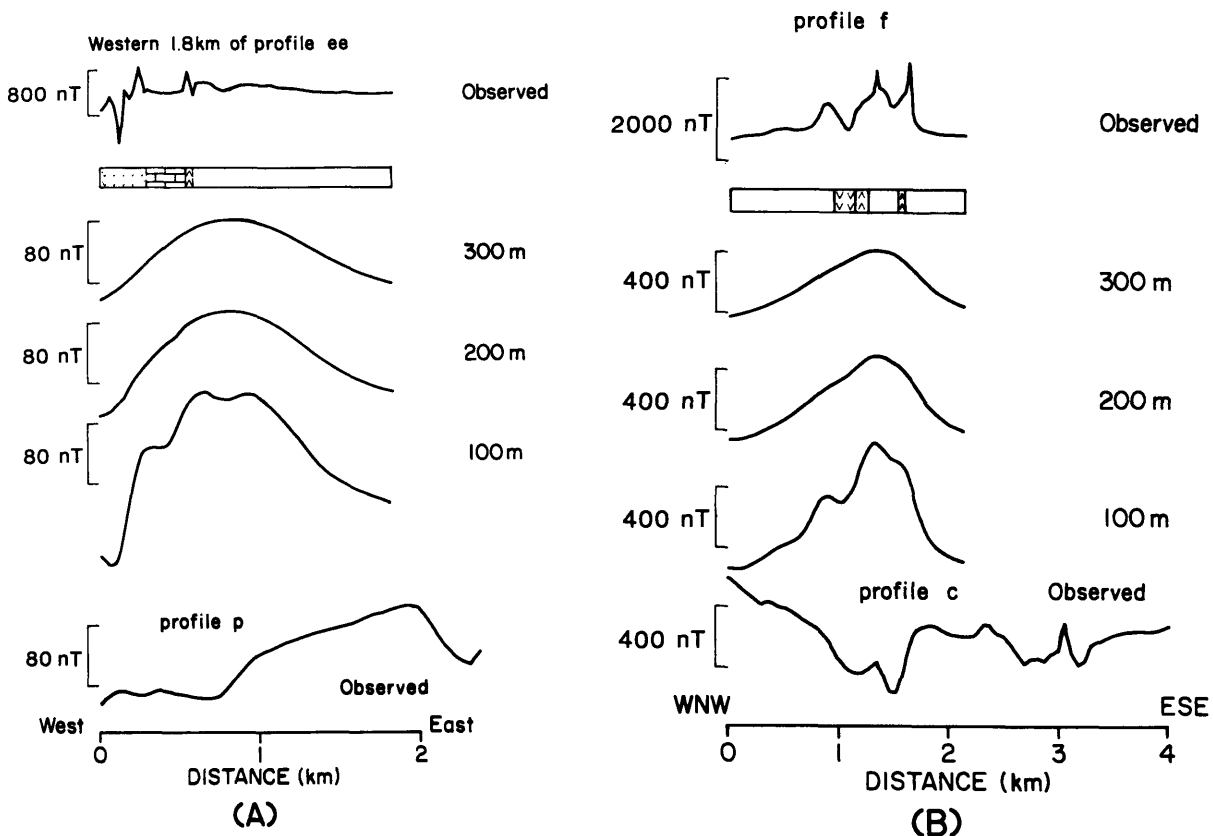 Western 1.8km of profile ee
800 nT
Observed
80 nT
300 m
80 nT
200 m
80 nT
100 m
profile p
80 nT
Observed
West
East
0 1 2
DISTANCE (km)
(A)
profile f
2000 nT
Observed
400 nT
300 m
400 nT
200 m
400 nT
100 m
profile c
Observed
400 nT
WNW
ESE
0 1 2 3 4
DISTANCE (km)
(B)